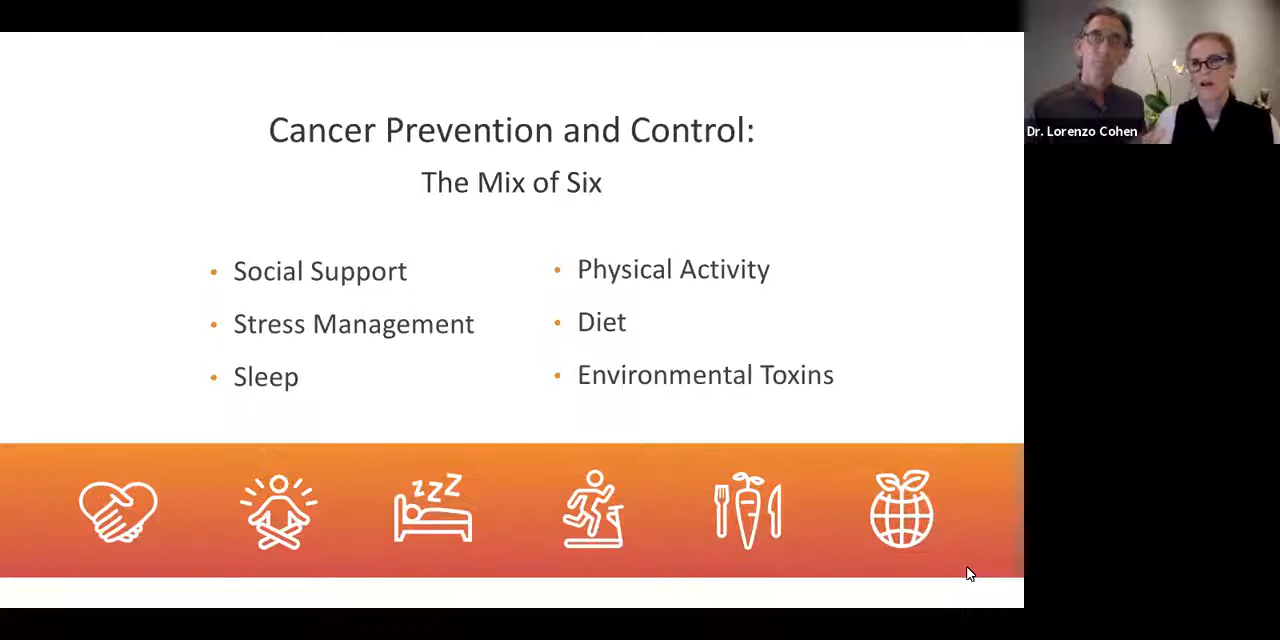 Cancer Prevention and Control:
The Mix of Six
• Social Support
• Stress Management
• Sleep
• Physical Activity
• Diet
• Environmental Toxins
zzz
Dr. Lorenzo Cohen